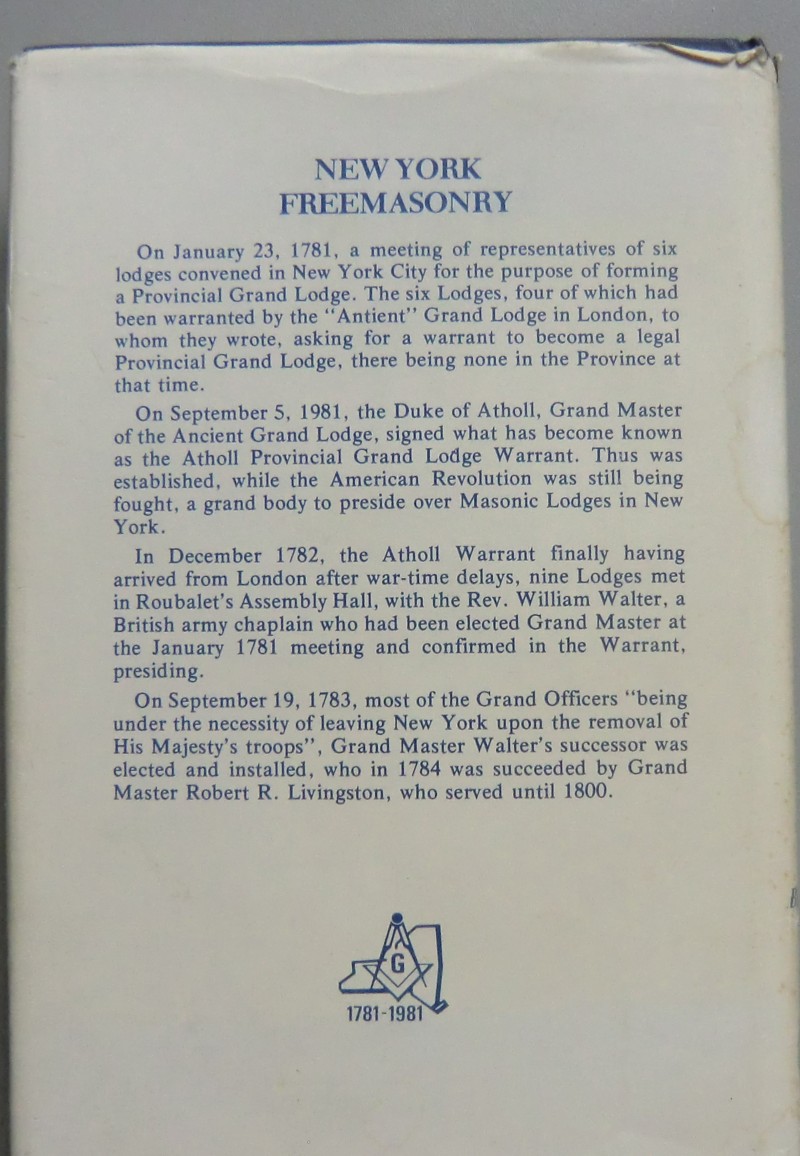 NEW YORK
FREEMASONRY
On January 23, 1781, a meeting of representatives of six
lodges convened in New York City for the purpose of forming
a Provincial Grand Lodge. The six Lodges, four of which had
been warranted by the "Antient" Grand Lodge in London, to
whom they wrote, asking for a warrant to become a legal
Provincial Grand Lodge, there being none in the Province at
that time.
On September 5, 1981, the Duke of Atholl, Grand Master
of the Ancient Grand Lodge, signed what has become known
as the Atholl Provincial Grand Lodge Warrant. Thus was
established, while the American Revolution was still being
fought, a grand body to preside over Masonic Lodges in New
York.
In December 1782, the Atholl Warrant finally having
arrived from London after war-time delays, nine Lodges met
in Roubalet's Assembly Hall, with the Rev. William Walter, a
British army chaplain who had been elected Grand Master at
the January 1781 meeting and confirmed in the Warrant,
presiding.
On September 19, 1783, most of the Grand Officers "being
under the necessity of leaving New York upon the removal of
His Majesty's troops", Grand Master Walter's successor was
elected and installed, who in 1784 was succeeded by Grand
Master Robert R. Livingston, who served until 1800.
G
1781-1981